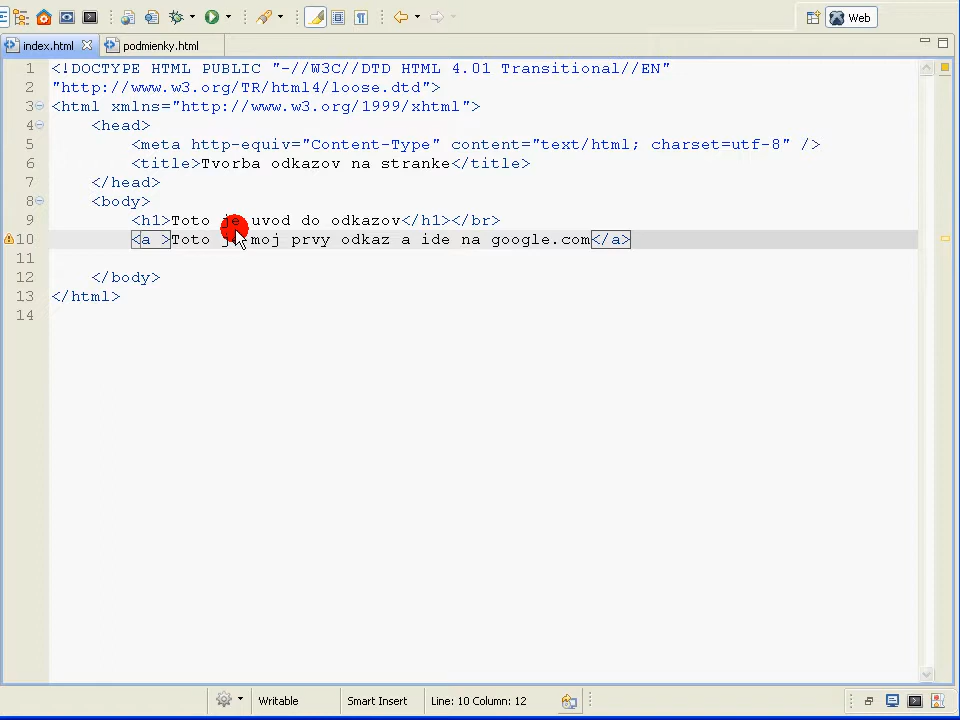 Web
index.html
podmienky.html
1 <!DOCTYPE HTML PUBLIC "-//W3C//DTD HTML 4.01 Transitional//EN"
2 "http://www.w3.org/TR/html4/loose.dtd">
3 <html xmlns="http://www.w3.org/1999/xhtml">
4 <head>
5 <meta http-equiv="Content-Type" content="text/html; charset=utf-8" />
6 <title>Tvorba odkazov na stranke</title>
7 </head>
8 <body>
9 <h1>Toto je uvod do odkazov</h1></br>
10 <a >Toto je moj prvy odkaz a ide na google.com</a>
11
12 </body>
13 </html>
14
Writable Smart Insert Line: 10 Column: 12